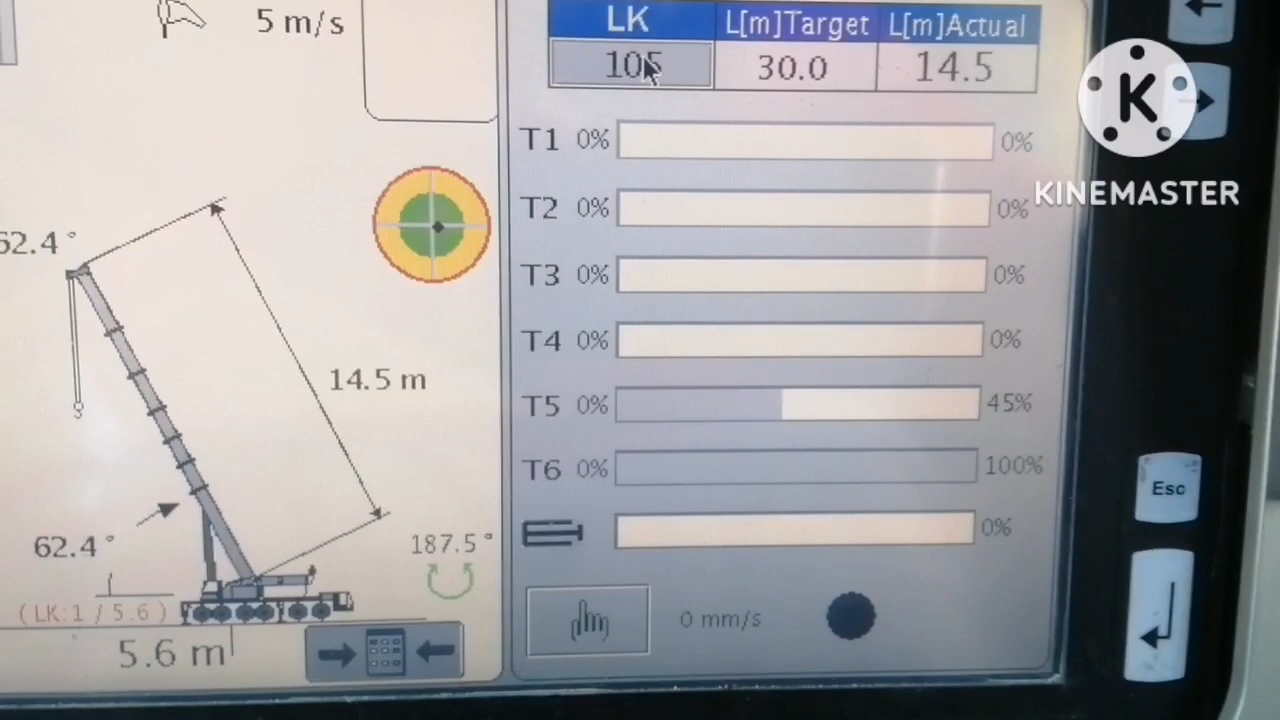 5 m/s
62.4°
14.5 m
62.4°
187.5°
(LK:1 / 5.6)
5.6 m
LK L[m]Target L[m]Actual
105 30.0 14.5
T1 0% 0%
T2 0% 0%
T3 0% 0%
T4 0% 0%
T5 0% 45%
T6 0% 100%
0%
0 mm/s
K
KINEMASTER
Esc